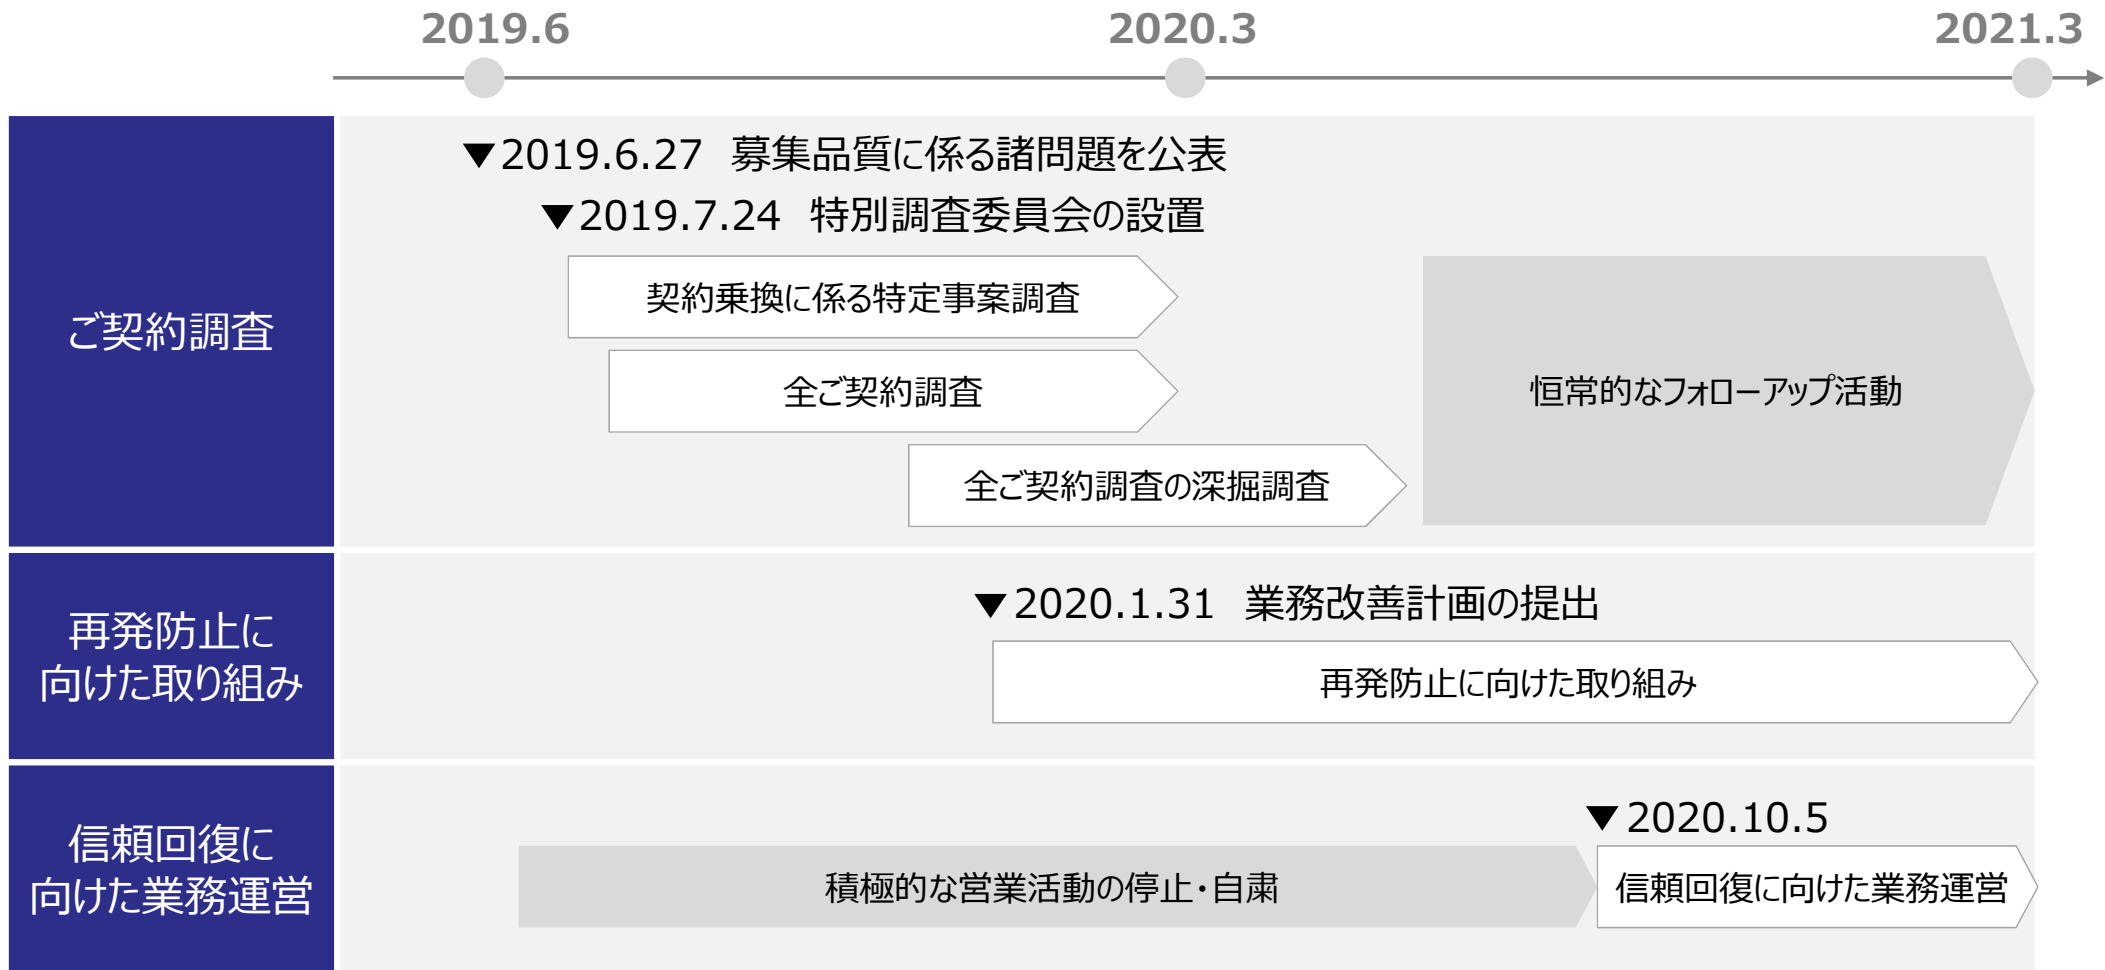 2019.6
2020.3
2021.3
ご契約調査
▼2019.6.27 募集品質に係る諸問題を公表
▼2019.7.24 特別調査委員会の設置
契約乗換に係る特定事案調査
全ご契約調査
全ご契約調査の深掘調査
恒常的なフォローアップ活動
再発防止に
向けた取り組み
▼2020.1.31 業務改善計画の提出
再発防止に向けた取り組み
信頼回復に
向けた業務運営
▼2020.10.5
積極的な営業活動の停止・自粛
信頼回復に向けた業務運営